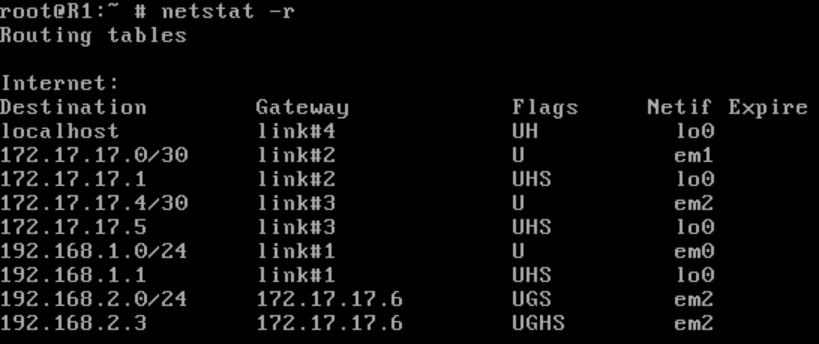 root@R1:~ # netstat -r
Routing tables
Internet:
Destination Gateway Flags Netif Expire
localhost link#4 UH lo0
172.17.17.0/30 link#2 U em1
172.17.17.1 link#2 UHS lo0
172.17.17.4/30 link#3 U em2
172.17.17.5 link#3 UHS lo0
192.168.1.0/24 link#1 U em0
192.168.1.1 link#1 UHS lo0
192.168.2.0/24 172.17.17.6 UGS em2
192.168.2.3 172.17.17.6 UGHS em2